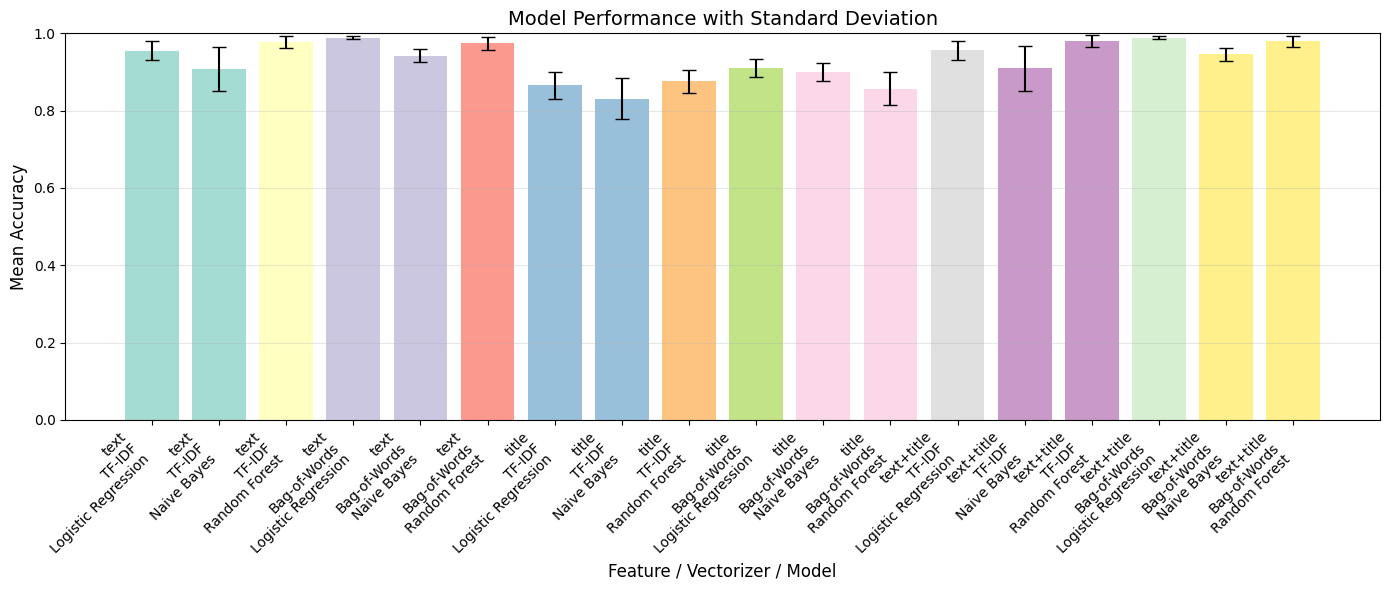 Model Performance with Standard Deviation
Mean Accuracy
1.0
0.8
0.6
0.4
0.2
0.0
text
TF-IDF
Logistic Regression
text
TF-IDF
Naive Bayes
text
TF-IDF
Random Forest
text
Bag-of-Words
Logistic Regression
text
Bag-of-Words
Naive Bayes
text
Bag-of-Words
Random Forest
title
TF-IDF
Logistic Regression
title
TF-IDF
Naive Bayes
title
TF-IDF
Random Forest
title
Bag-of-Words
Logistic Regression
title
Bag-of-Words
Naive Bayes
title
Bag-of-Words
Random Forest
text+title
TF-IDF
Logistic Regression
text+title
TF-IDF
Naive Bayes
text+title
TF-IDF
Random Forest
text+title
Bag-of-Words
Logistic Regression
text+title
Bag-of-Words
Naive Bayes
text+title
Bag-of-Words
Random Forest
Feature / Vectorizer / Model